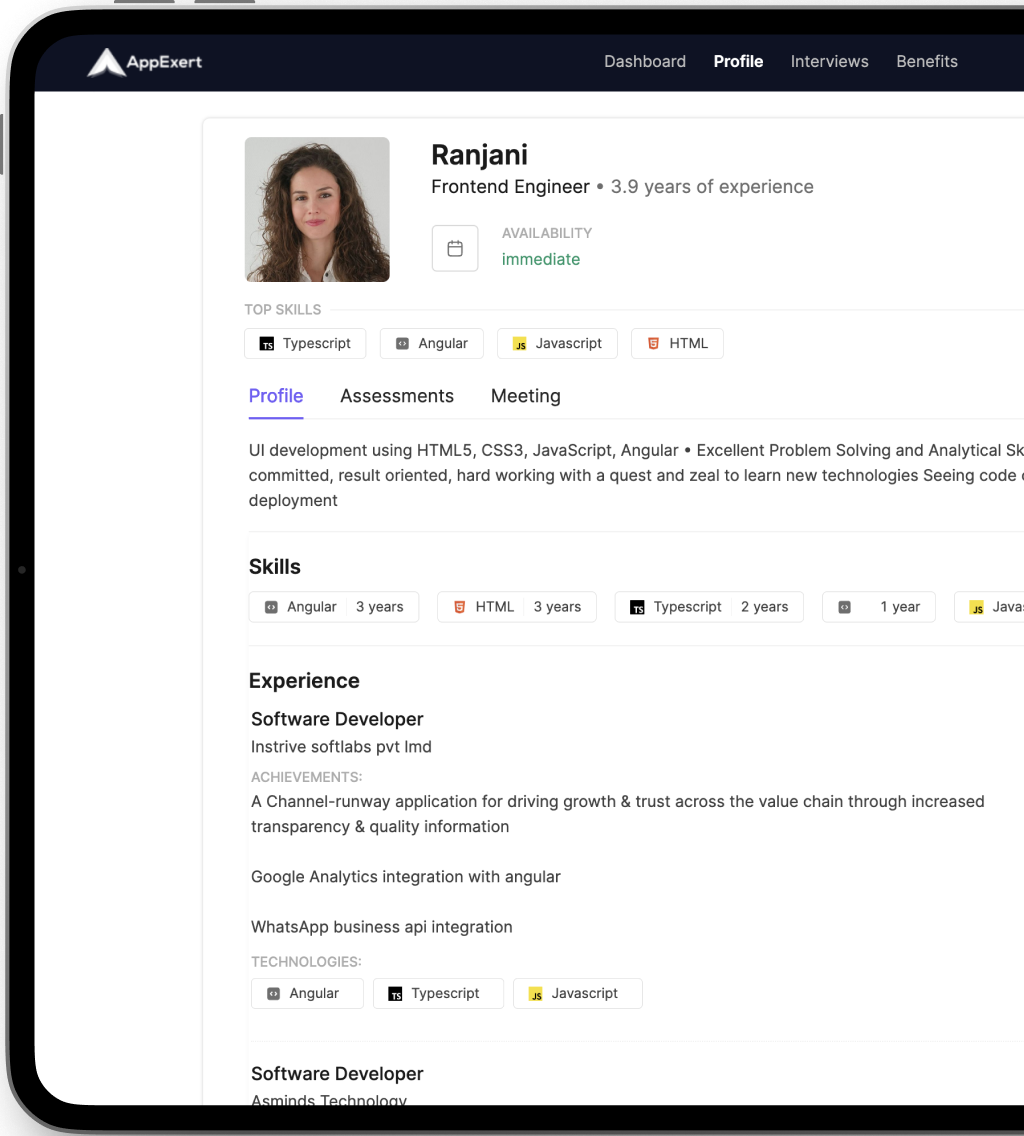 AppExert
Dashboard Profile Interviews Benefits
Ranjani
Frontend Engineer • 3.9 years of experience
AVAILABILITY
immediate
TOP SKILLS
TS Typescript Angular JS Javascript HTML
Profile Assessments Meeting
UI development using HTML5, CSS3, JavaScript, Angular • Excellent Problem Solving and Analytical Sk
committed, result oriented, hard working with a quest and zeal to learn new technologies Seeing code
deployment
Skills
Angular 3 years HTML 3 years TS Typescript 2 years 1 year JS Javas
Experience
Software Developer
Instrive softlabs pvt lmd
ACHIEVEMENTS:
A Channel-runway application for driving growth & trust across the value chain through increased
transparency & quality information
Google Analytics integration with angular
WhatsApp business api integration
TECHNOLOGIES:
Angular TS Typescript JS Javascript
Software Developer
Asminds Technology